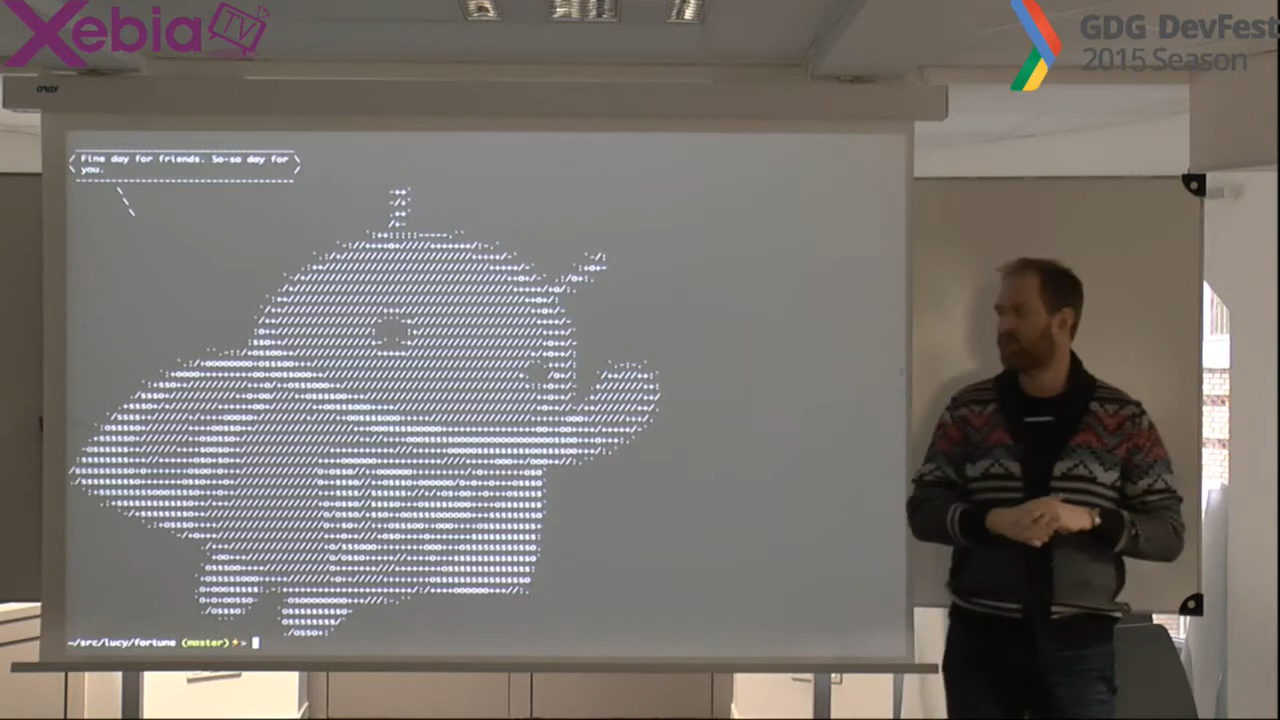 Xebia TV
GDG DevFest
2015 Season
Fine day for friends. So-so day for
you.
~/src/lucy/fortune (master)⚡>